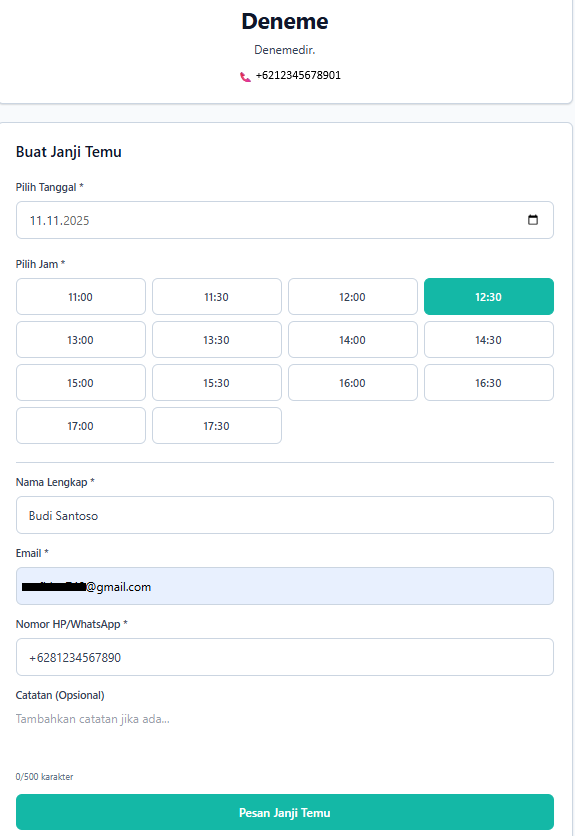 Deneme
Denemedir.
+6212345678901
Buat Janji Temu
Pilih Tanggal *
11.11.2025
Pilih Jam *
11:00 11:30 12:00 12:30
13:00 13:30 14:00 14:30
15:00 15:30 16:00 16:30
17:00 17:30
Nama Lengkap *
Budi Santoso
Email *
@gmail.com
Nomor HP/WhatsApp *
+6281234567890
Catatan (Opsional)
Tambahkan catatan jika ada...
0/500 karakter
Pesan Janji Temu